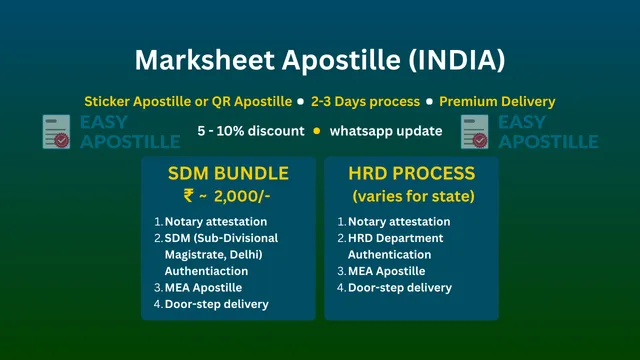 Marksheet Apostille (INDIA)
Sticker Apostille or QR Apostille • 2-3 Days process • Premium Delivery
EASY
APOSTILLE
5 - 10% discount • whatsapp update
EASY
APOSTILLE
SDM BUNDLE
₹ ~ 2,000/-
1. Notary attestation
2. SDM (Sub-Divisional
Magistrate, Delhi)
Authentiaction
3. MEA Apostille
4. Door-step delivery
HRD PROCESS
(varies for state)
1. Notary attestation
2. HRD Department
Authentication
3. MEA Apostille
4. Door-step delivery